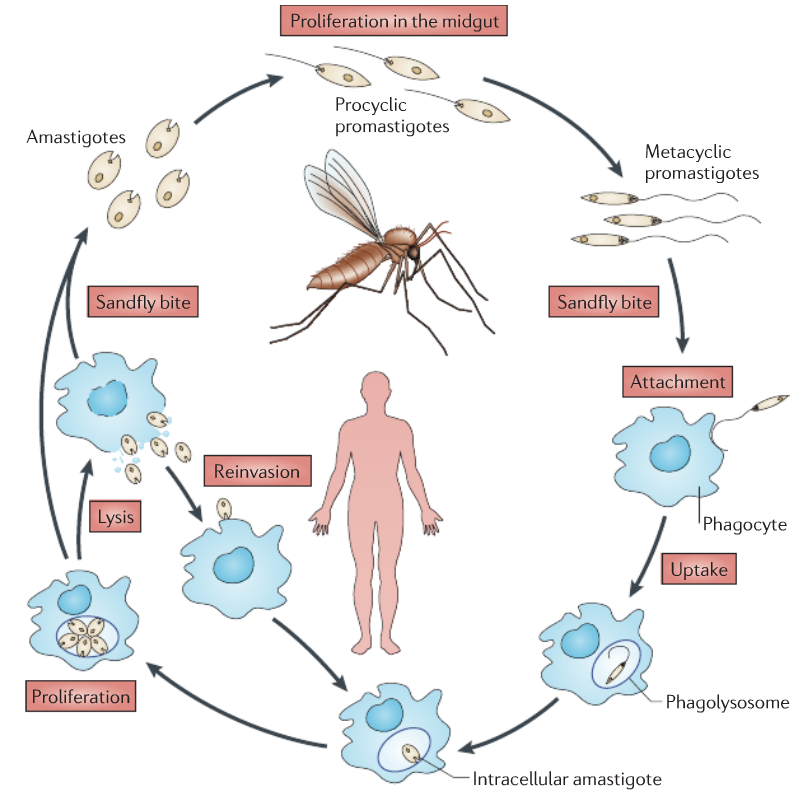 Proliferation in the midgut
Procyclic
promastigotes
Amastigotes
Metacyclic
promastigotes
Sandfly bite
Sandfly bite
Attachment
Reinvasion
Lysis
Phagocyte
Uptake
Proliferation
Phagolysosome
Intracellular amastigote